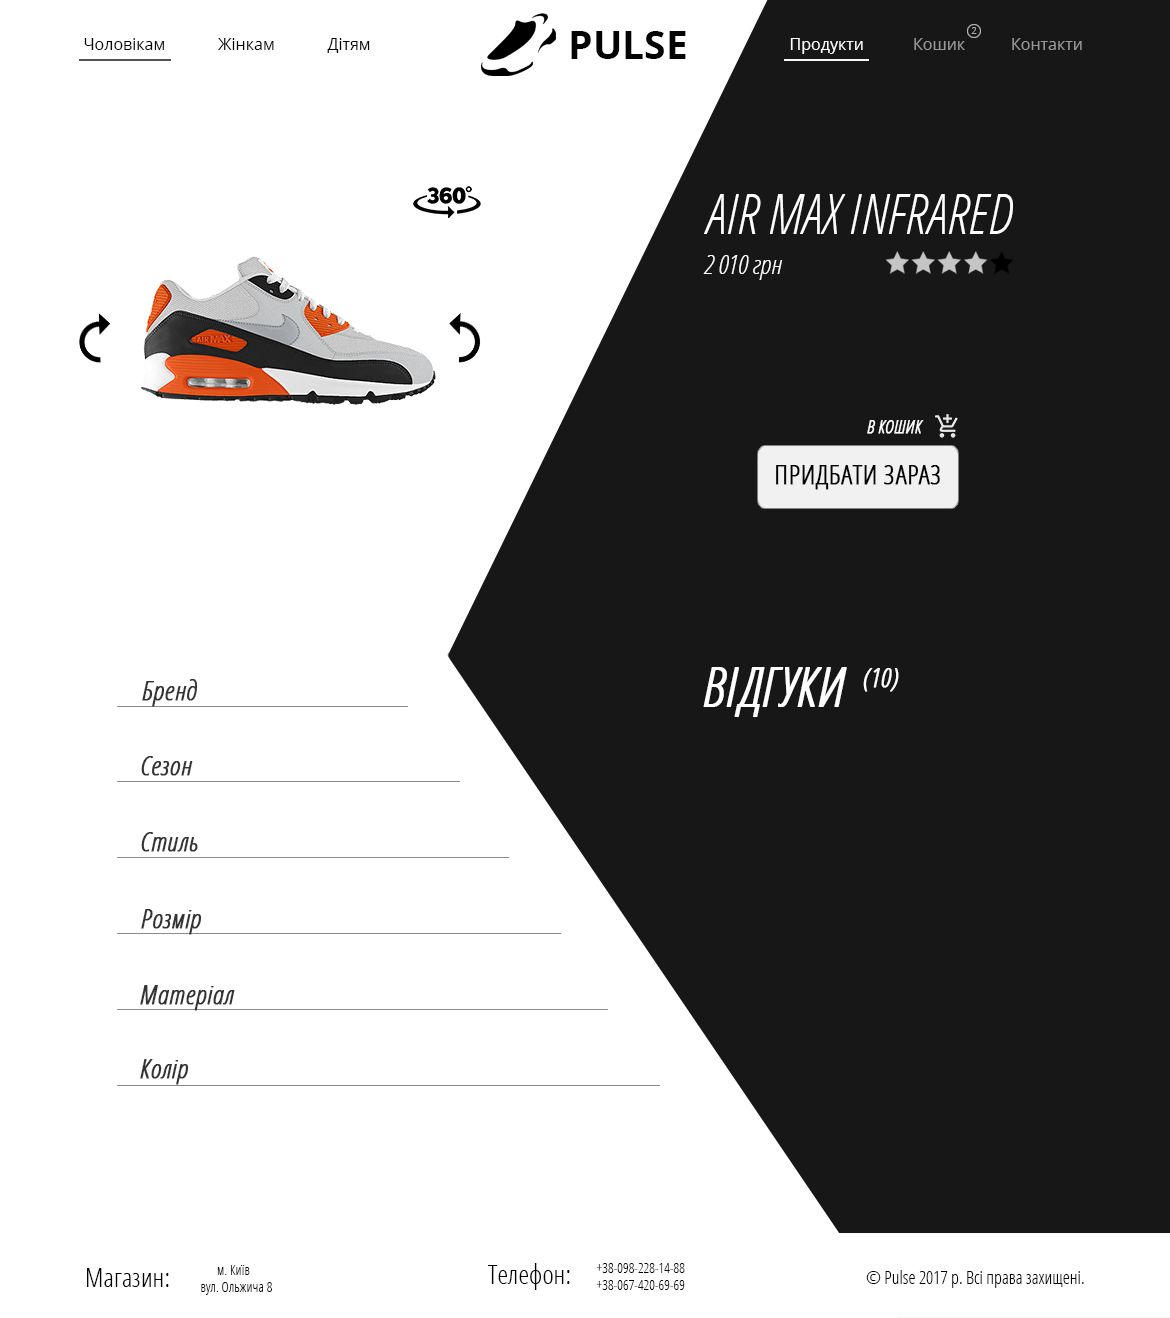 Чоловікам
Жінкам
Дітям
PULSE
Продукти
Кошик
2
Контакти
360°
AIR MAX INFRARED
2 010 грн
AIR MAX
В КОШИК
ПРИДБАТИ ЗАРАЗ
ВІДГУКИ (10)
Бренд
Сезон
Стиль
Розмір
Матеріал
Колір
Магазин:
м. Київ
вул. Ольжича 8
Телефон:
+38-098-228-14-88
+38-067-420-69-69
© Pulse 2017 р. Всі права захищені.